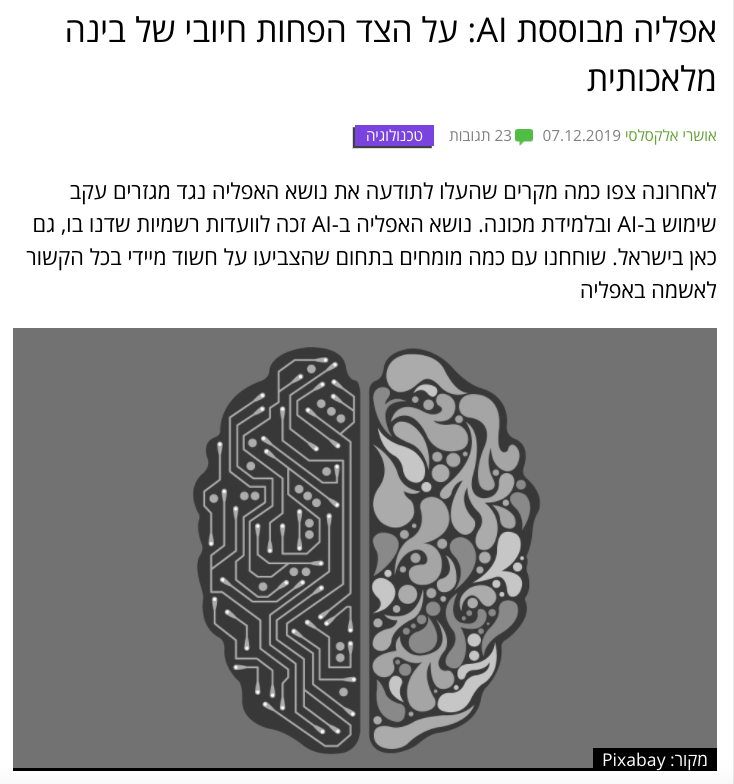 אפליה מבוססת AI: על הצד הפחות חיובי של בינה
מלאכותית
אושרי אלקסלסי 07.12.2019 23 תגובות טכנולוגיה
לאחרונה צפו כמה מקרים שהעלו לתודעה את נושא האפליה נגד מגזרים עקב
שימוש ב-AI ובלמידת מכונה. נושא האפליה ב-AI זכה לוועדות רשמיות שדנו בו, גם
כאן בישראל. שוחחנו עם כמה מומחים בתחום שהצביעו על חשוד מיידי בכל הקשור
לאשמה באפליה
מקור: Pixabay